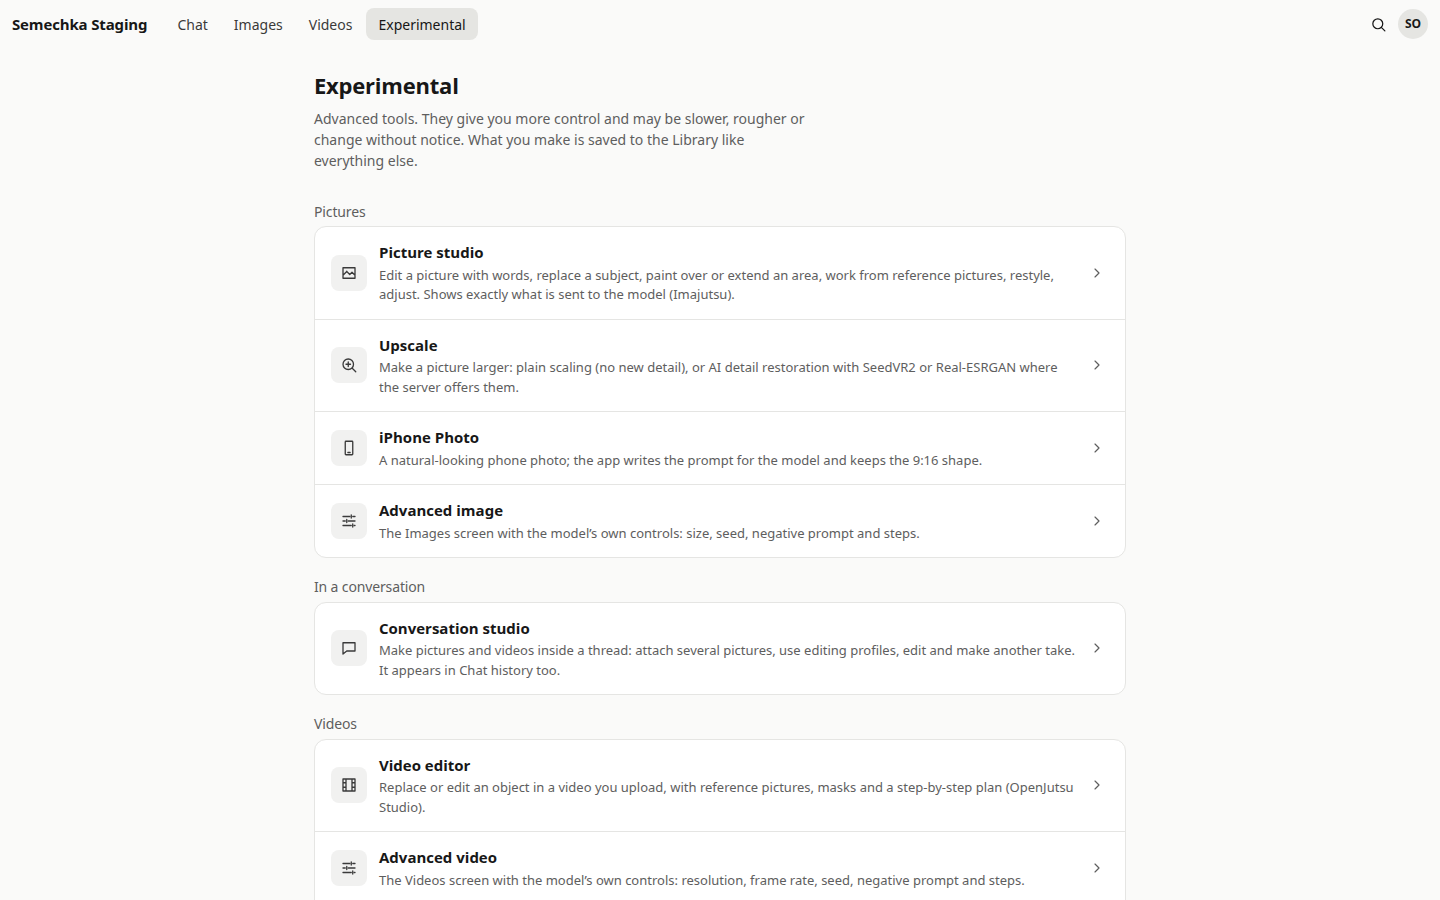 Semechka Staging
Chat
Images
Videos
Experimental
SO
Experimental
Advanced tools. They give you more control and may be slower, rougher or
change without notice. What you make is saved to the Library like
everything else.
Pictures
Picture studio
Edit a picture with words, replace a subject, paint over or extend an area, work from reference pictures, restyle,
adjust. Shows exactly what is sent to the model (Imajutsu).
Upscale
Make a picture larger: plain scaling (no new detail), or AI detail restoration with SeedVR2 or Real-ESRGAN where
the server offers them.
iPhone Photo
A natural-looking phone photo; the app writes the prompt for the model and keeps the 9:16 shape.
Advanced image
The Images screen with the model’s own controls: size, seed, negative prompt and steps.
In a conversation
Conversation studio
Make pictures and videos inside a thread: attach several pictures, use editing profiles, edit and make another take.
It appears in Chat history too.
Videos
Video editor
Replace or edit an object in a video you upload, with reference pictures, masks and a step-by-step plan (OpenJutsu
Studio).
Advanced video
The Videos screen with the model’s own controls: resolution, frame rate, seed, negative prompt and steps.